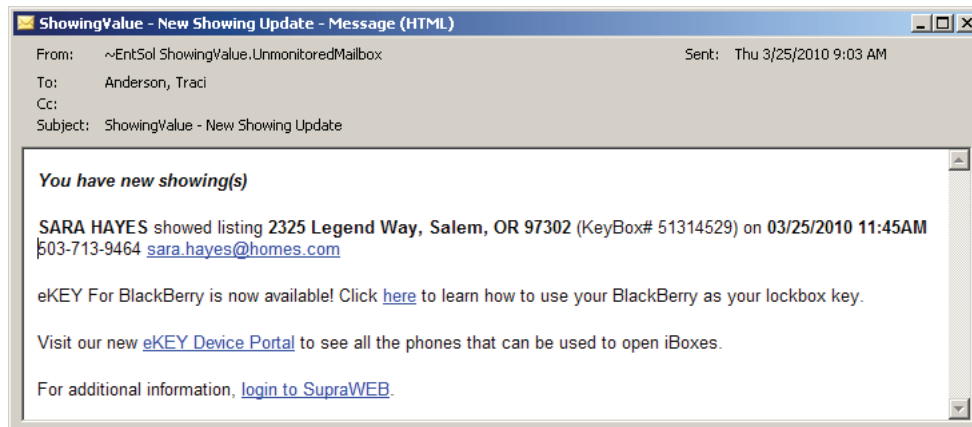 ShowingValue - New Showing Update - Message (HTML)
From: ~EntSol ShowingValue.UnmonitoredMailbox Sent: Thu 3/25/2010 9:03 AM
To: Anderson, Traci
Cc:
Subject: ShowingValue - New Showing Update
You have new showing(s)
SARA HAYES showed listing 2325 Legend Way, Salem, OR 97302 (KeyBox# 51314529) on 03/25/2010 11:45AM
503-713-9464 sara.hayes@homes.com
eKEY For BlackBerry is now available! Click here to learn how to use your BlackBerry as your lockbox key.
Visit our new eKEY Device Portal to see all the phones that can be used to open iBoxes.
For additional information, login to SupraWEB.